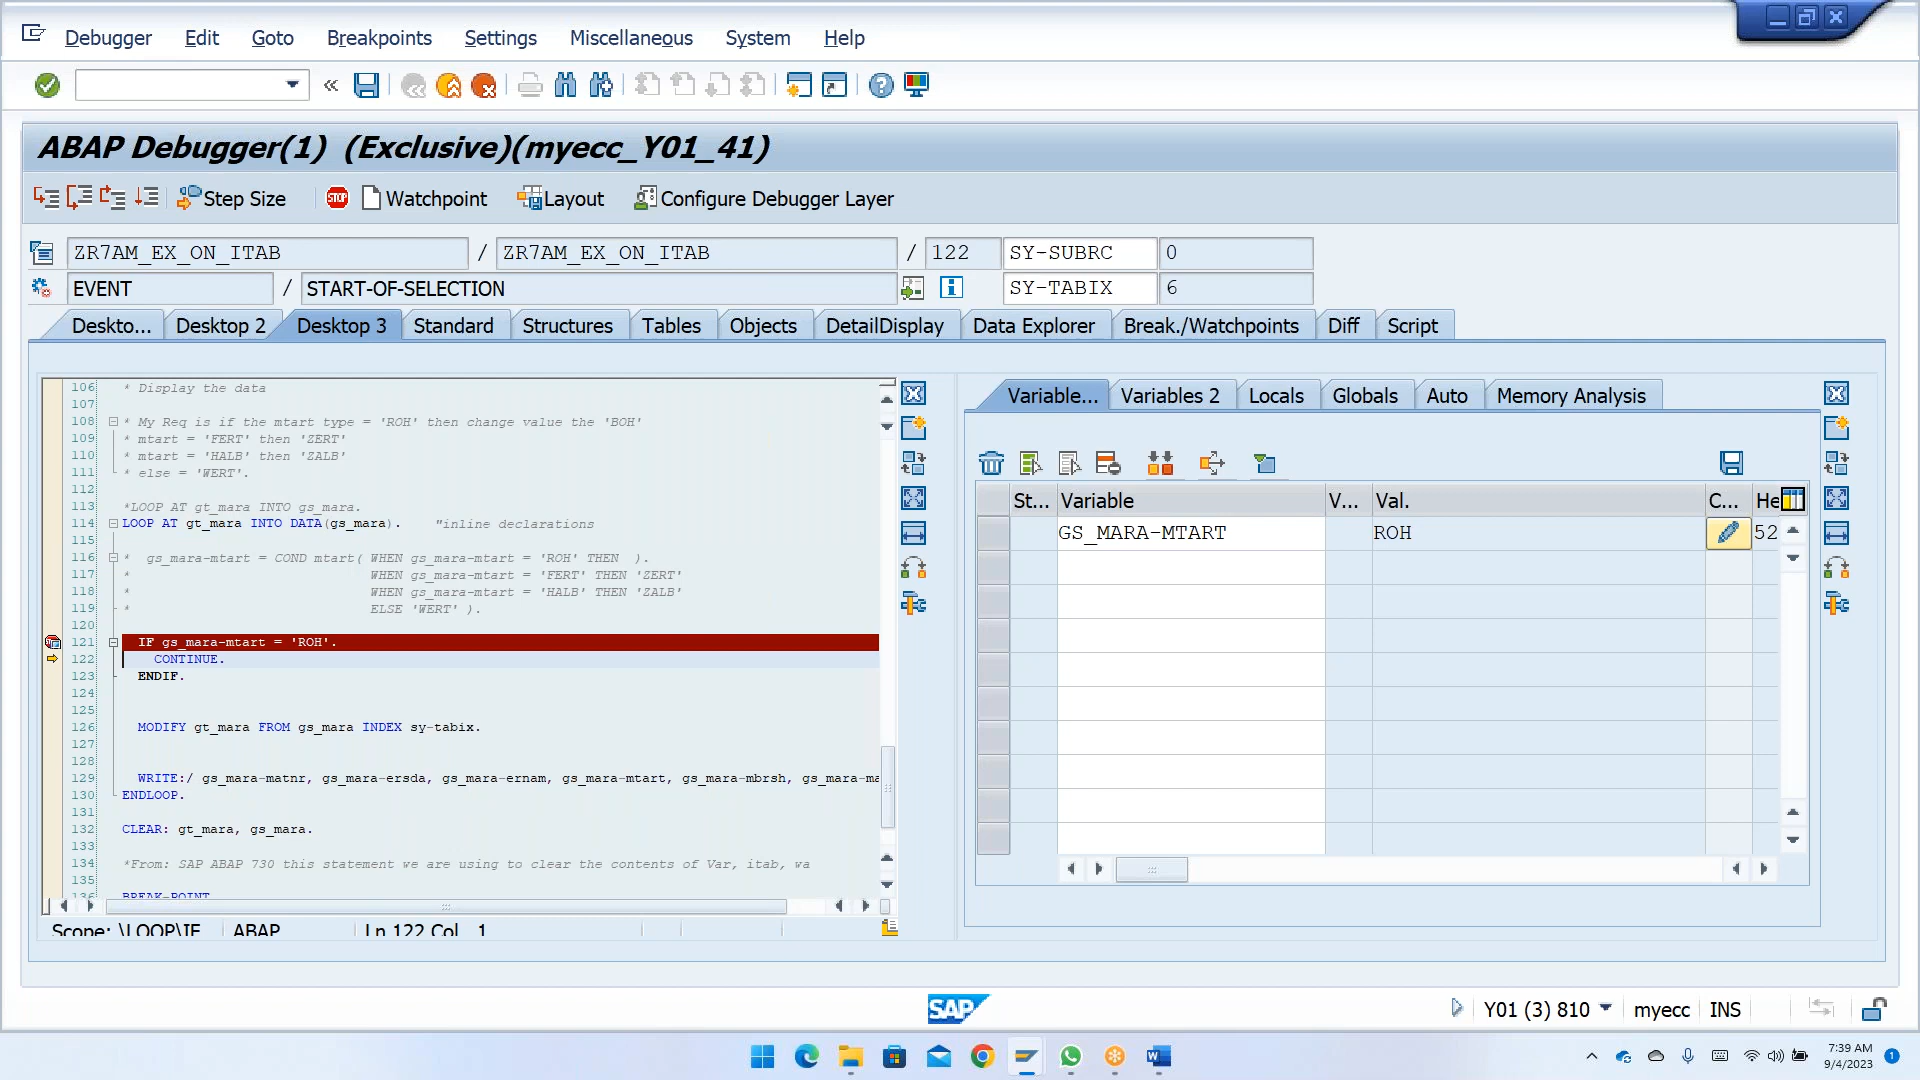 Debugger Edit Goto Breakpoints Settings Miscellaneous System Help
ABAP Debugger(1) (Exclusive)(myecc_Y01_41)
Step Size STOP Watchpoint Layout Configure Debugger Layer
ZR7AM_EX_ON_ITAB / ZR7AM_EX_ON_ITAB / 122 SY-SUBRC 0
EVENT / START-OF-SELECTION SY-TABIX 6
Deskto... Desktop 2 Desktop 3 Standard Structures Tables Objects DetailDisplay Data Explorer Break./Watchpoints Diff Script
106 * Display the data
107
108 * My Req is if the mtart type = 'ROH' then change value the 'BOH'
109 * mtart = 'FERT' then 'ZERT'
110 * mtart = 'HALB' then 'ZALB'
111 * else = 'WERT'.
112
113 *LOOP AT gt_mara INTO gs_mara.
114 LOOP AT gt_mara INTO DATA(gs_mara). "inline declarations
115
116 * gs_mara-mtart = COND mtart( WHEN gs_mara-mtart = 'ROH' THEN ).
117 * WHEN gs_mara-mtart = 'FERT' THEN 'ZERT'
118 * WHEN gs_mara-mtart = 'HALB' THEN 'ZALB'
119 * ELSE 'WERT' ).
120
121 IF gs_mara-mtart = 'ROH'.
122 CONTINUE.
123 ENDIF.
124
125
126 MODIFY gt_mara FROM gs_mara INDEX sy-tabix.
127
128
129 WRITE:/ gs_mara-matnr, gs_mara-ersda, gs_mara-ernam, gs_mara-mtart, gs_mara-mbrsh, gs_mara-ma
130 ENDLOOP.
131
132 CLEAR: gt_mara, gs_mara.
133
134 *From: SAP ABAP 730 this statement we are using to clear the contents of Var, itab, wa
135
136 BREAK-POINT
Scope: \LOOP\IF ABAP Ln 122 Col 1
Variable... Variables 2 Locals Globals Auto Memory Analysis
St... Variable V... Val. C... He
GS_MARA-MTART ROH 52
SAP
Y01 (3) 810 myecc INS
7:39 AM
9/4/2023
1